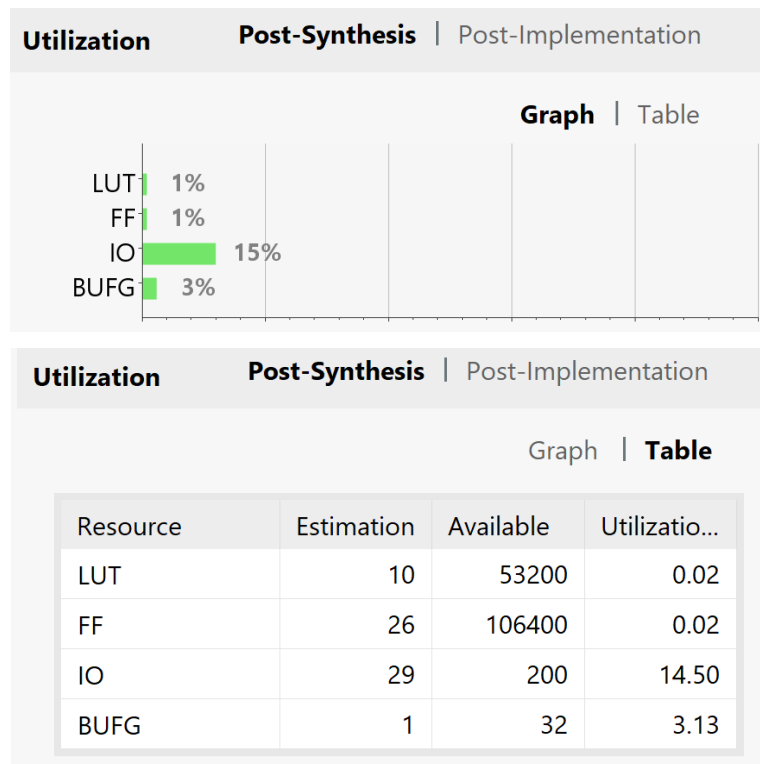 Utilization Post-Synthesis | Post-Implementation
Graph | Table
LUT 1%
FF 1%
IO 15%
BUFG 3%
Utilization Post-Synthesis | Post-Implementation
Graph | Table
Resource Estimation Available Utilizatio...
LUT 10 53200 0.02
FF 26 106400 0.02
IO 29 200 14.50
BUFG 1 32 3.13